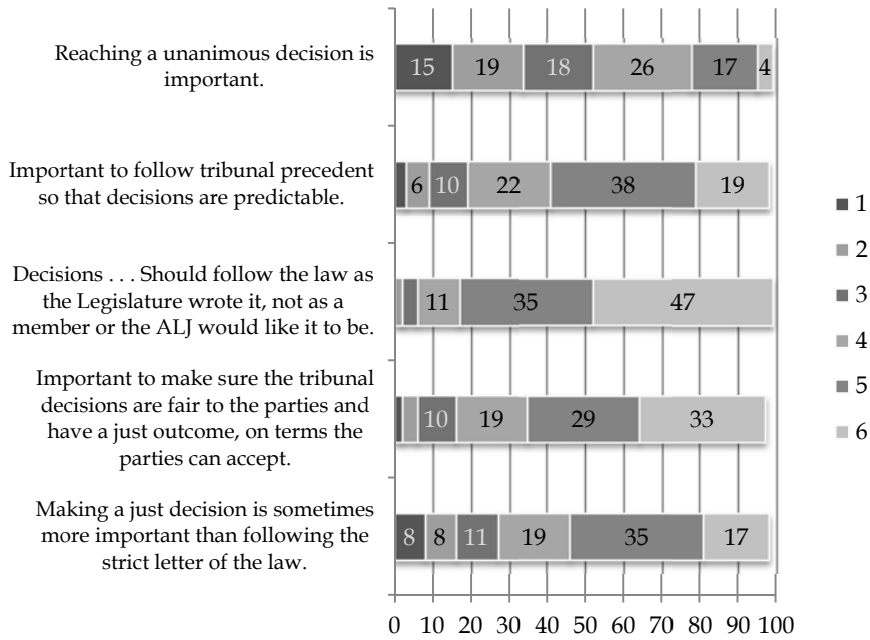 Reaching a unanimous decision is
important.
15 19 18 26 17 4
Important to follow tribunal precedent
so that decisions are predictable.
6 10 22 38 19
Decisions . . . Should follow the law as
the Legislature wrote it, not as a
member or the ALJ would like it to be.
11 35 47
Important to make sure the tribunal
decisions are fair to the parties and
have a just outcome, on terms the
parties can accept.
10 19 29 33
Making a just decision is sometimes
more important than following the
strict letter of the law.
8 8 11 19 35 17
0 10 20 30 40 50 60 70 80 90 100
1
2
3
4
5
6